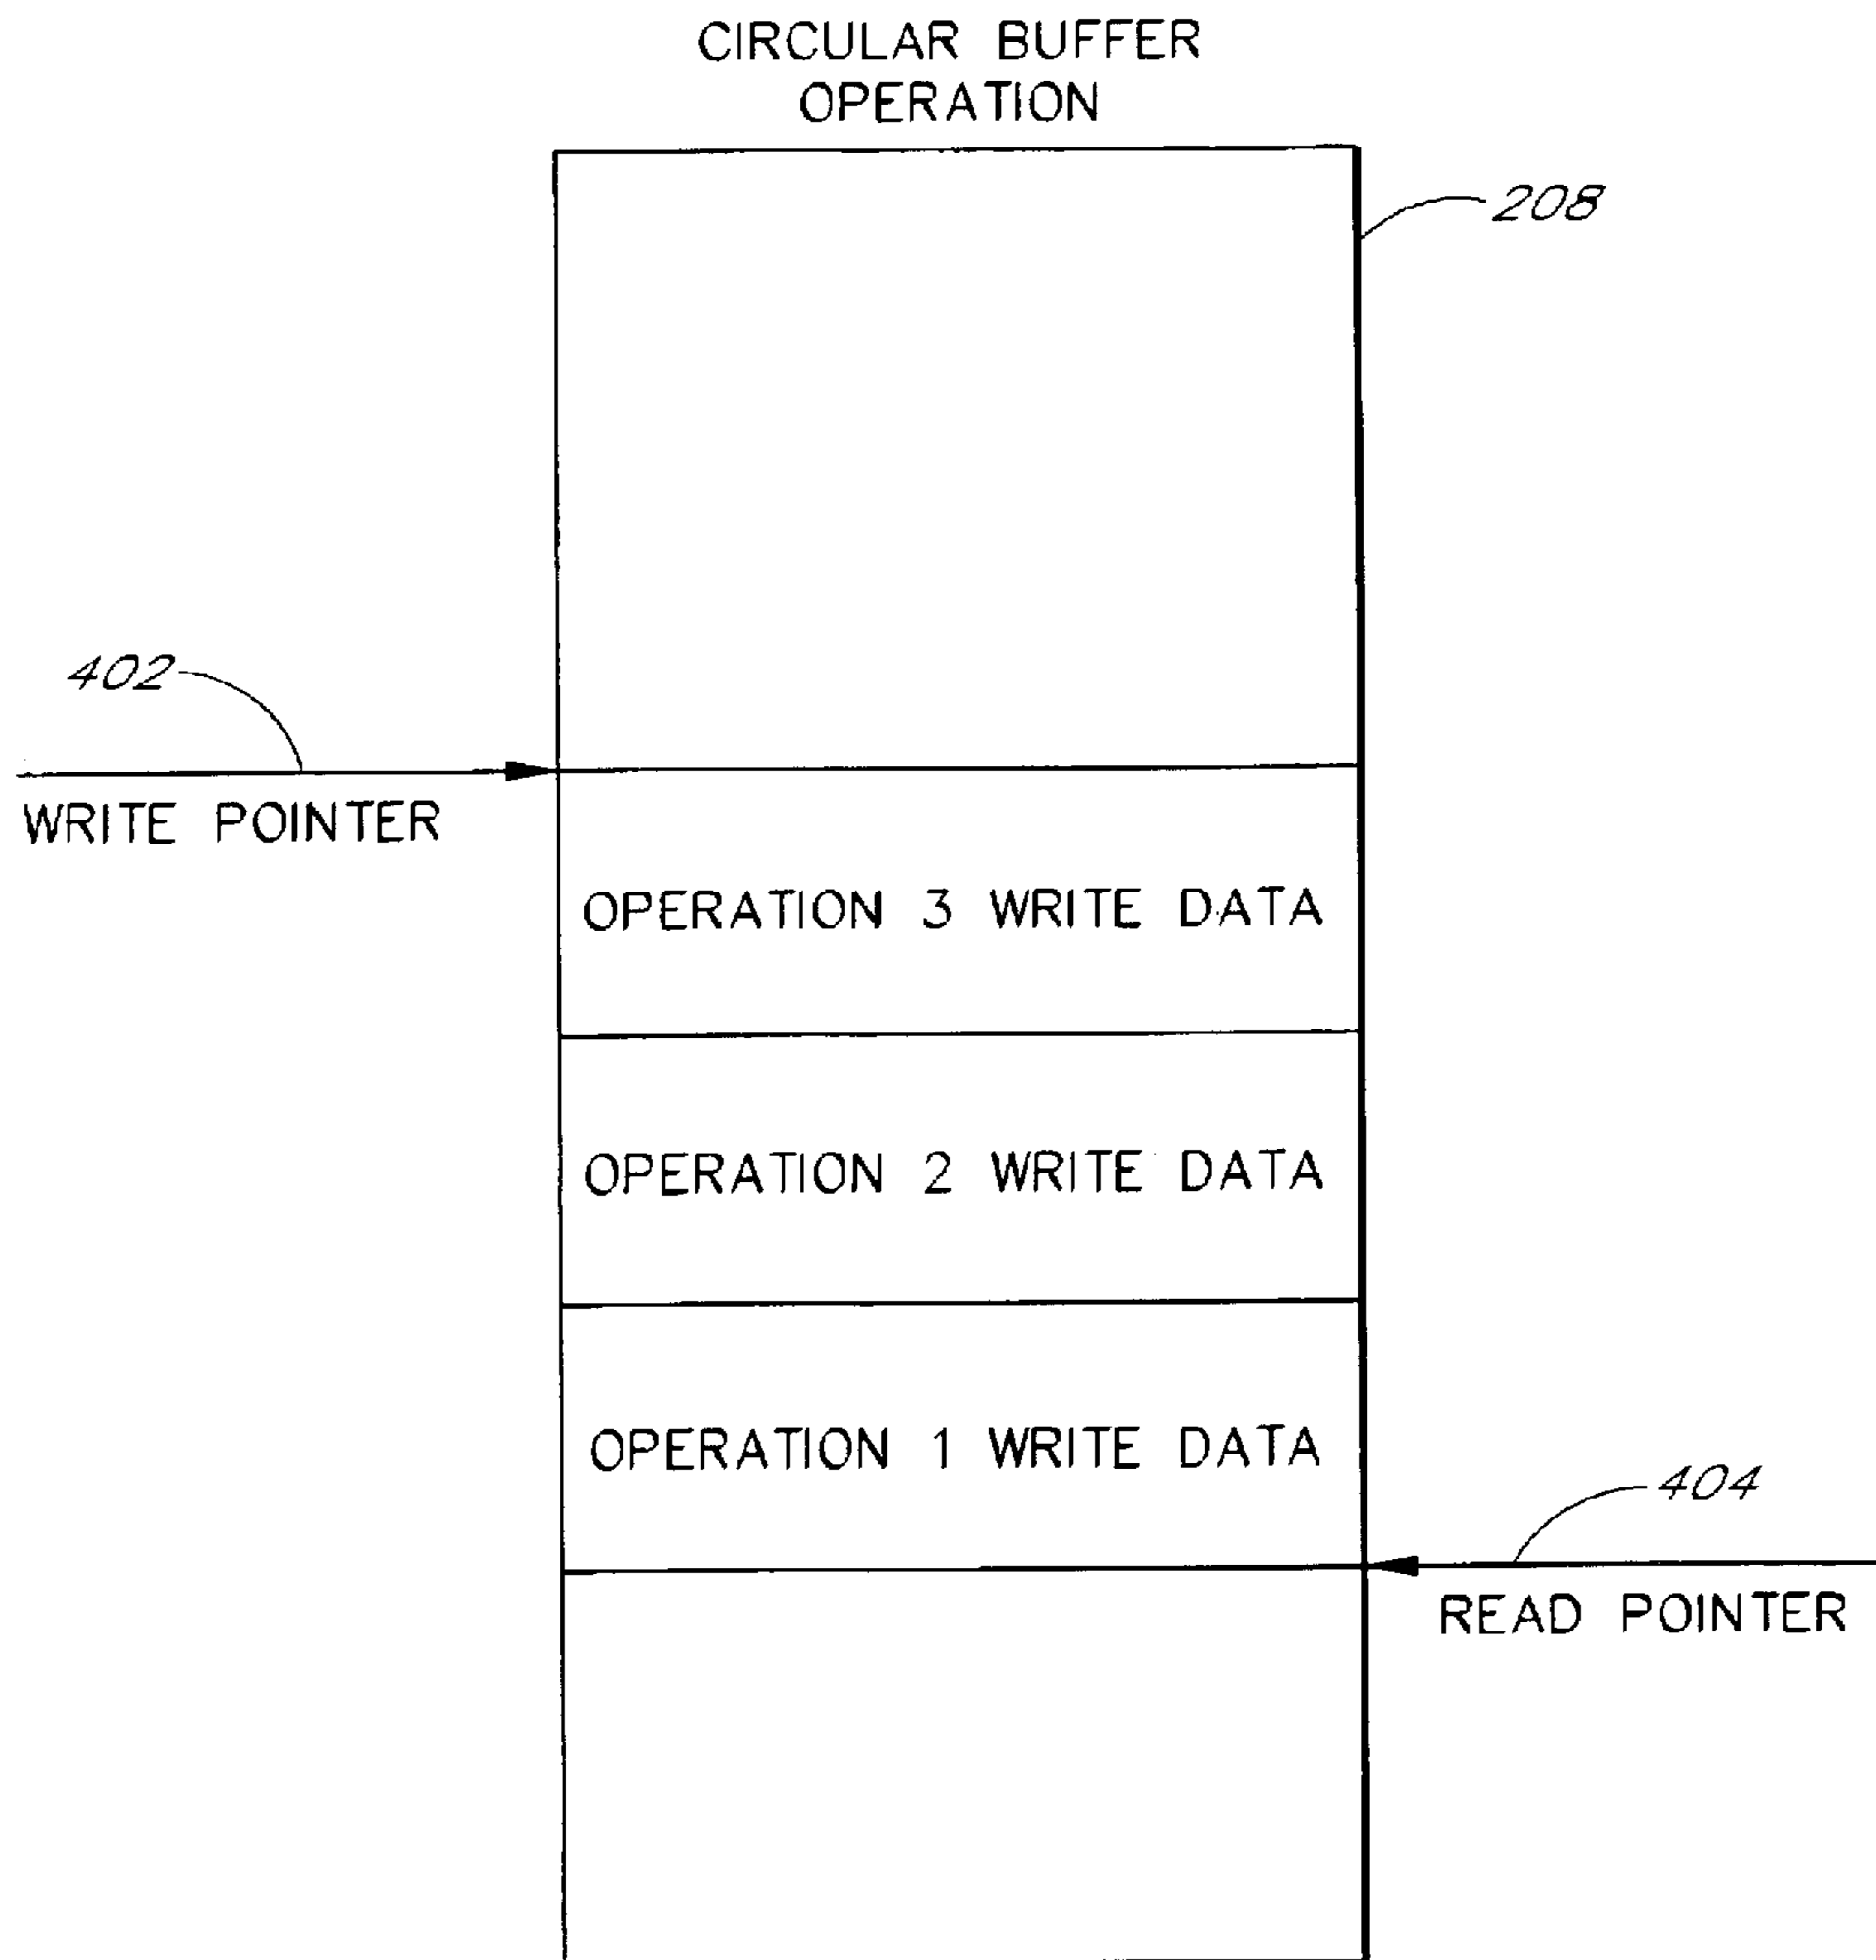 CIRCULAR BUFFER
OPERATION
208
402
WRITE POINTER
OPERATION 3 WRITE DATA
OPERATION 2 WRITE DATA
OPERATION 1 WRITE DATA
404
READ POINTER